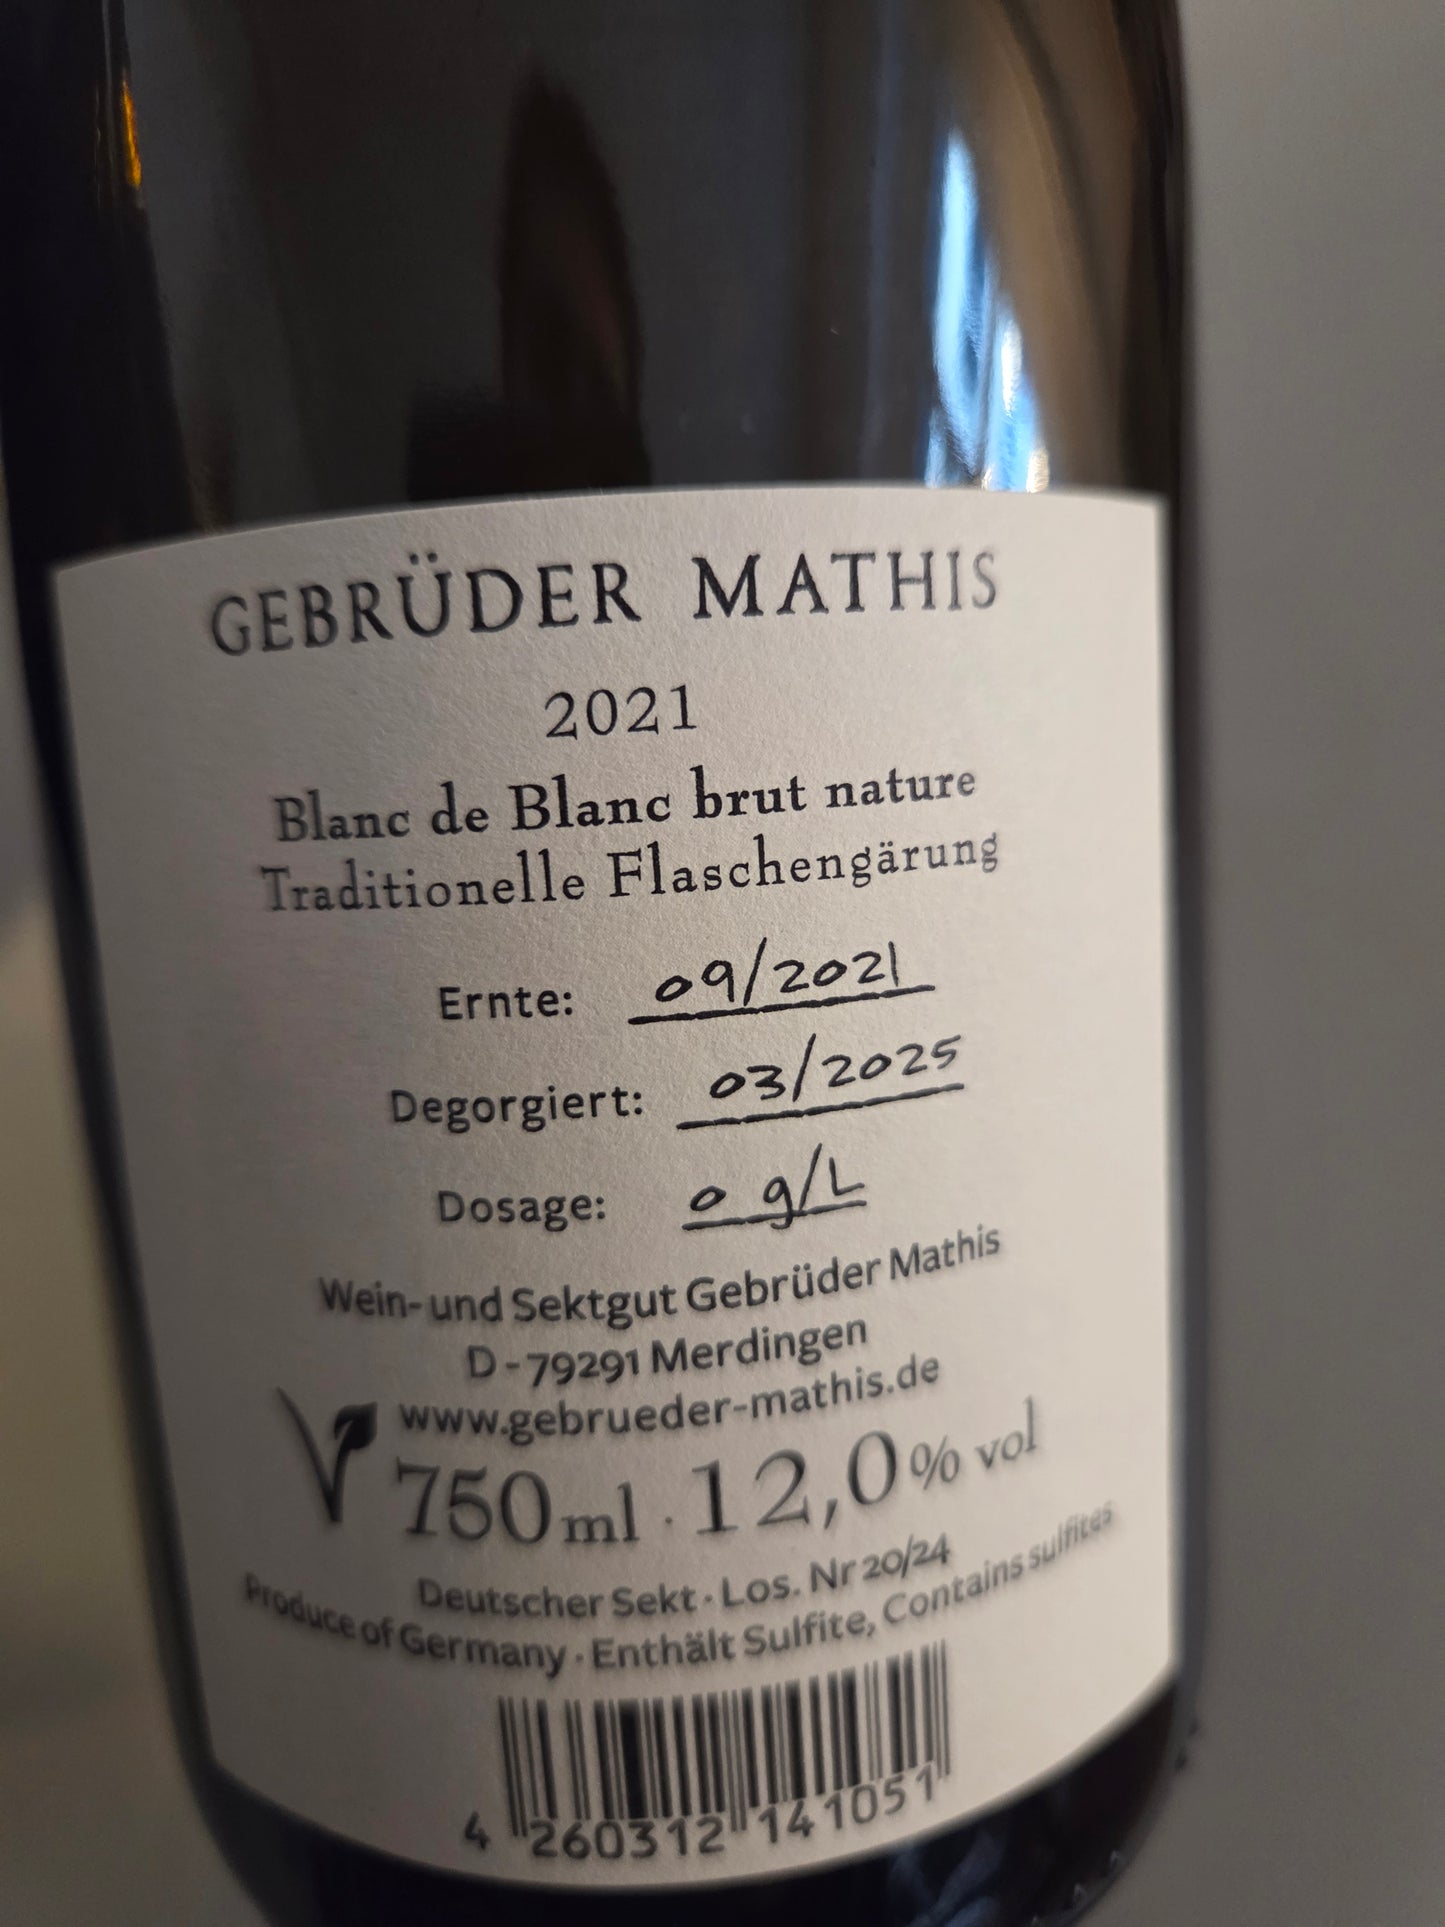 GEBRÜDER MATHIS
2021
Blanc de Blanc brut nature
Traditionelle Flaschengärung
Ernte: 09/2021
Degorgiert: 03/2025
Dosage: 0 g/L
Wein- und Sektgut Gebrüder Mathis
D - 79291 Merdingen
www.gebrueder-mathis.de
750 ml · 12,0 % vol
Deutscher Sekt · Los. Nr 20/24
Produce of Germany · Enthält Sulfite, Contains sulfites
4 260312 141051